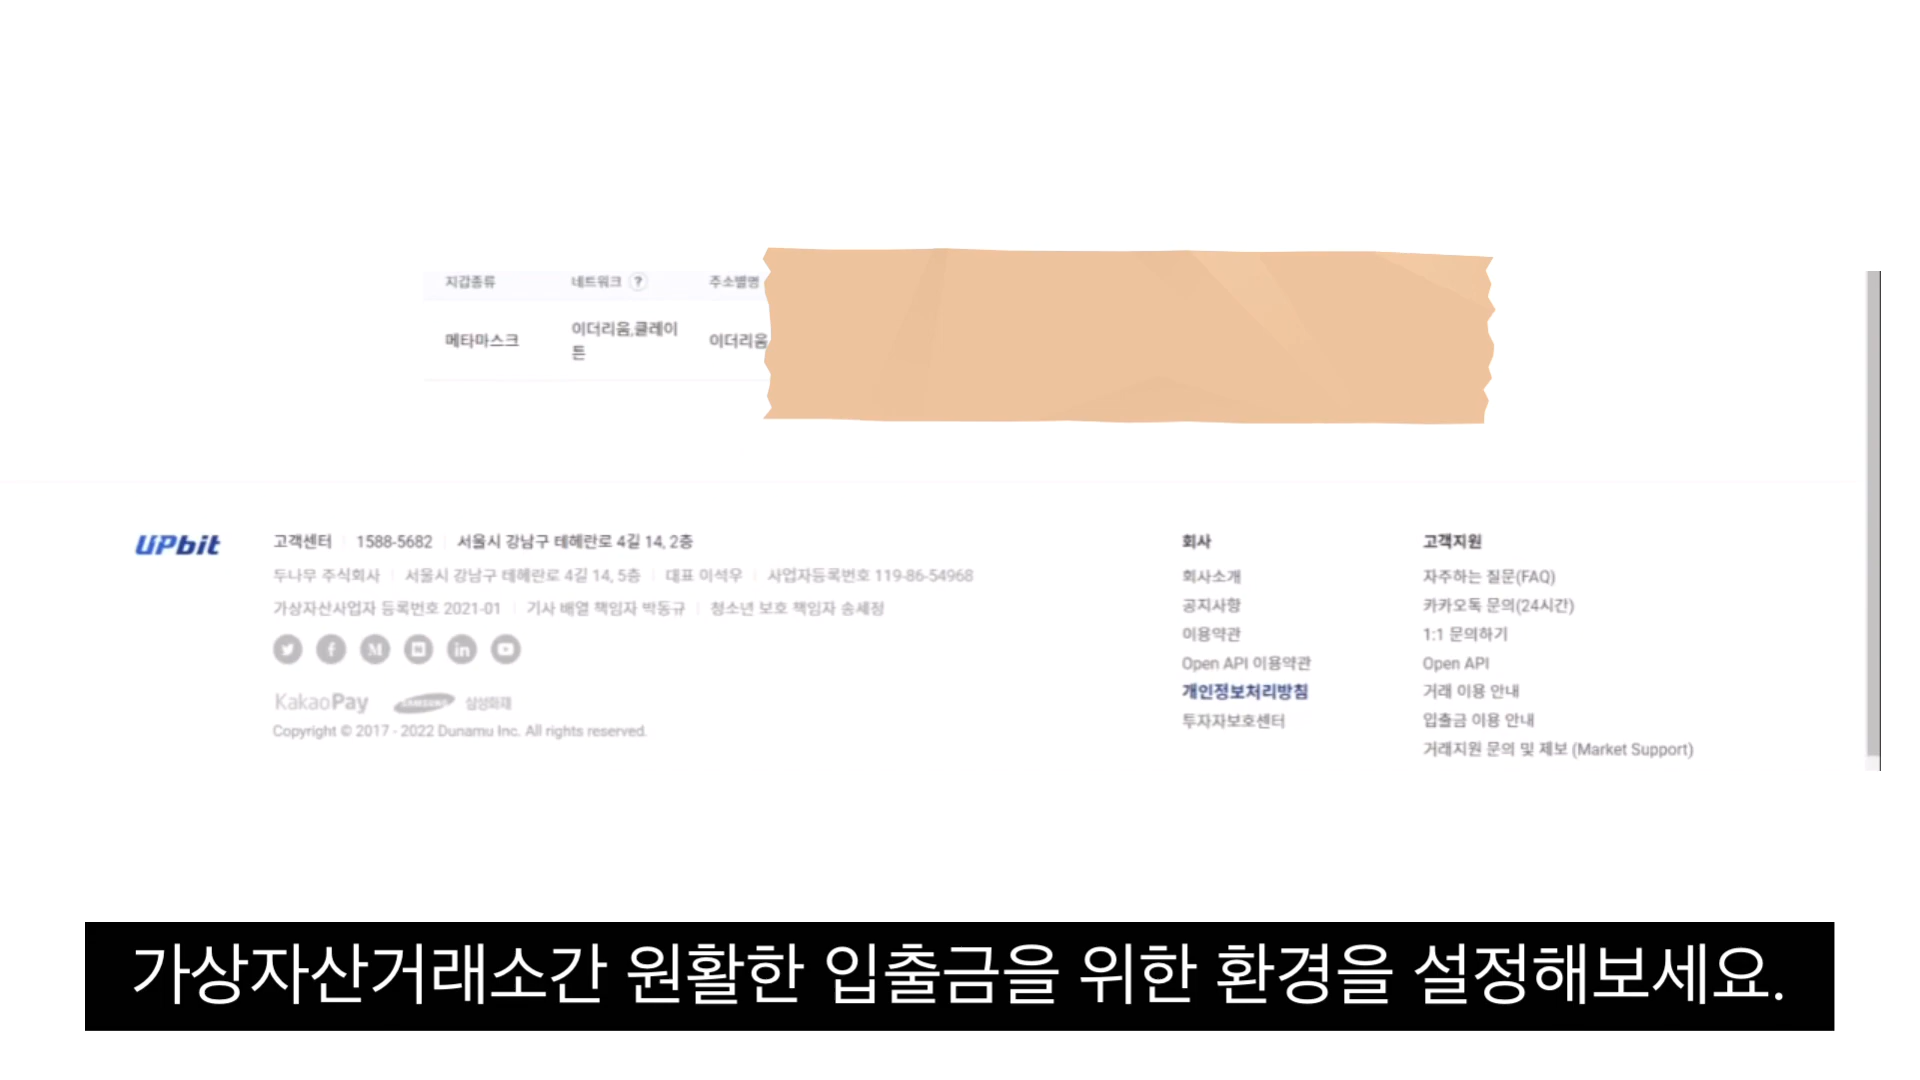 지갑종류 네트워크 ? 주소별명
메타마스크 이더리움,클레이튼 이더리움
UPbit
고객센터 1588-5682 서울시 강남구 테헤란로 4길 14, 2층
두나무 주식회사 서울시 강남구 테헤란로 4길 14, 5층 대표 이석우 사업자등록번호 119-86-54968
가상자산사업자 등록번호 2021-01 기사 배열 책임자 박동규 청소년 보호 책임자 송세정
KakaoPay SAMSUNG 삼성화재
Copyright © 2017 - 2022 Dunamu Inc. All rights reserved.
회사
회사소개
공지사항
이용약관
Open API 이용약관
개인정보처리방침
투자자보호센터
고객지원
자주하는 질문(FAQ)
카카오톡 문의(24시간)
1:1 문의하기
Open API
거래 이용 안내
입출금 이용 안내
거래지원 문의 및 제보 (Market Support)
가상자산거래소간 원활한 입출금을 위한 환경을 설정해보세요.